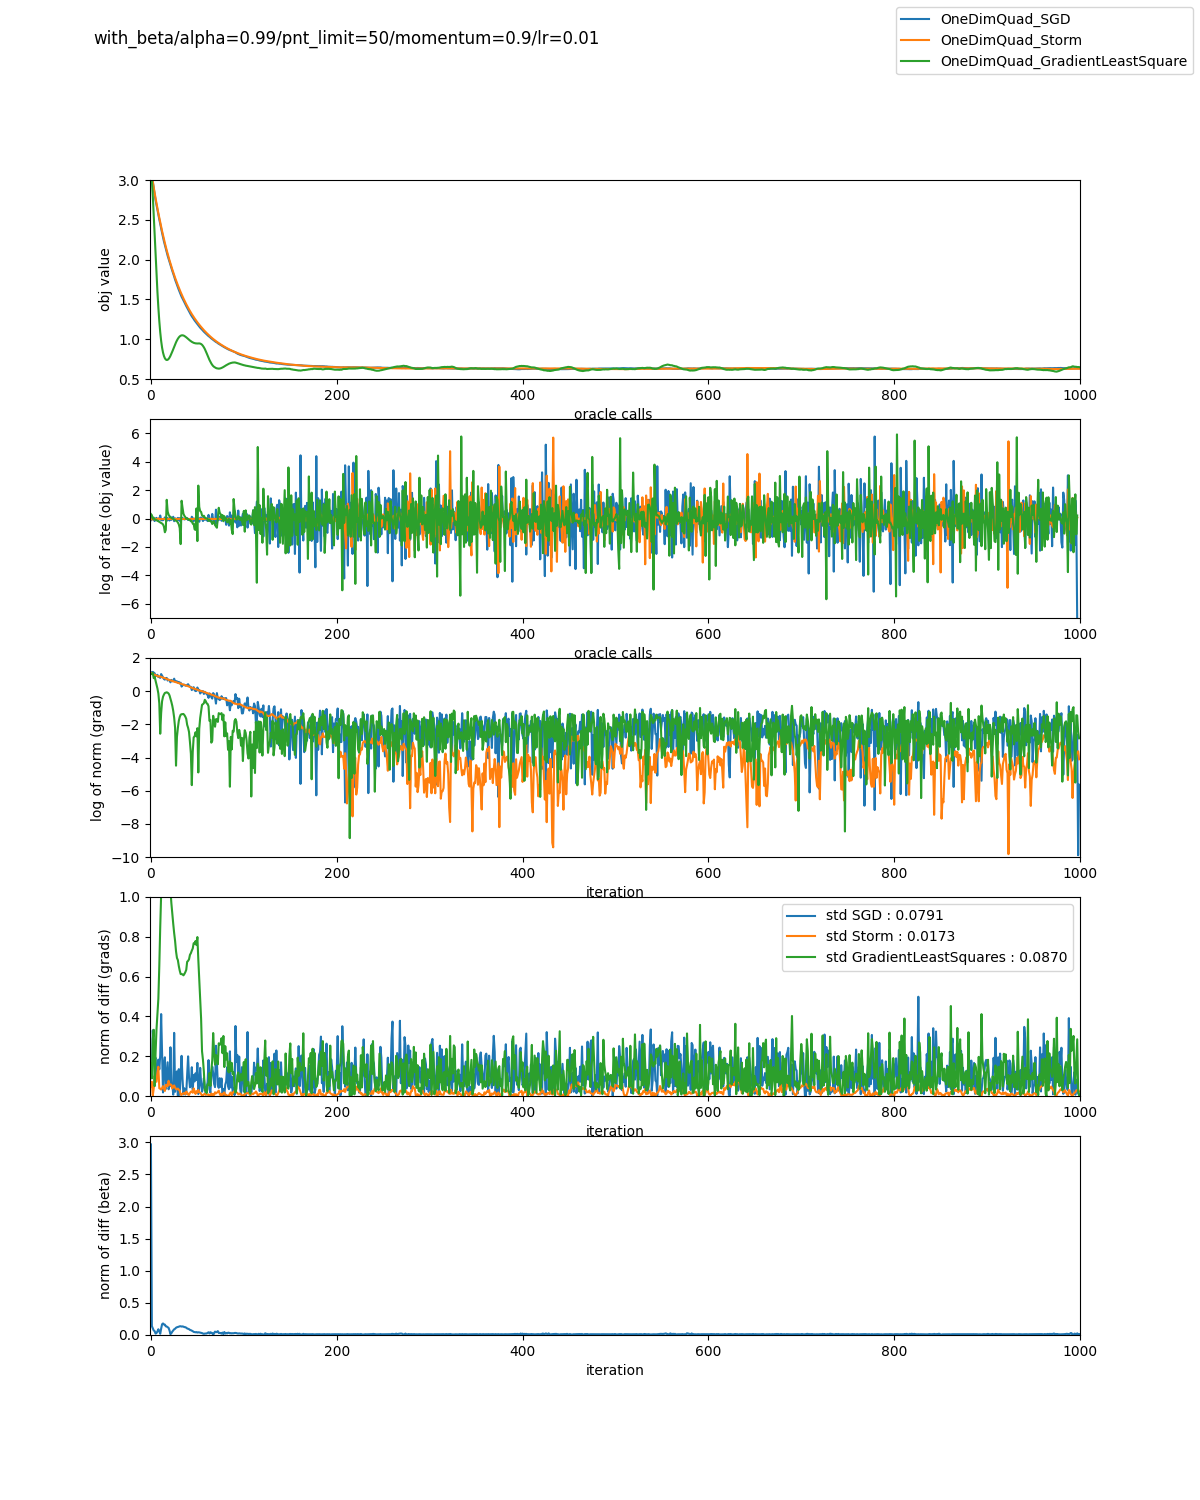 with_beta/alpha=0.99/pnt_limit=50/momentum=0.9/lr=0.01
OneDimQuad_SGD
OneDimQuad_Storm
OneDimQuad_GradientLeastSquare
obj value
3.0
2.5
2.0
1.5
1.0
0.5
0 200 400 600 800 1000
oracle calls
log of rate (obj value)
6
4
2
0
−2
−4
−6
0 200 400 600 800 1000
oracle calls
log of norm (grad)
2
0
−2
−4
−6
−8
−10
0 200 400 600 800 1000
iteration
norm of diff (grads)
1.0
0.8
0.6
0.4
0.2
0.0
std SGD : 0.0791
std Storm : 0.0173
std GradientLeastSquares : 0.0870
0 200 400 600 800 1000
iteration
norm of diff (beta)
3.0
2.5
2.0
1.5
1.0
0.5
0.0
0 200 400 600 800 1000
iteration